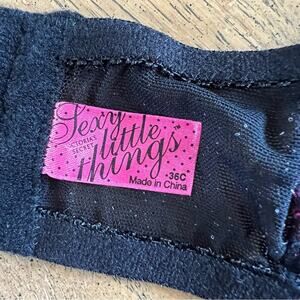 Sexy
VICTORIA'S SECRET
little
things
36C
Made in China